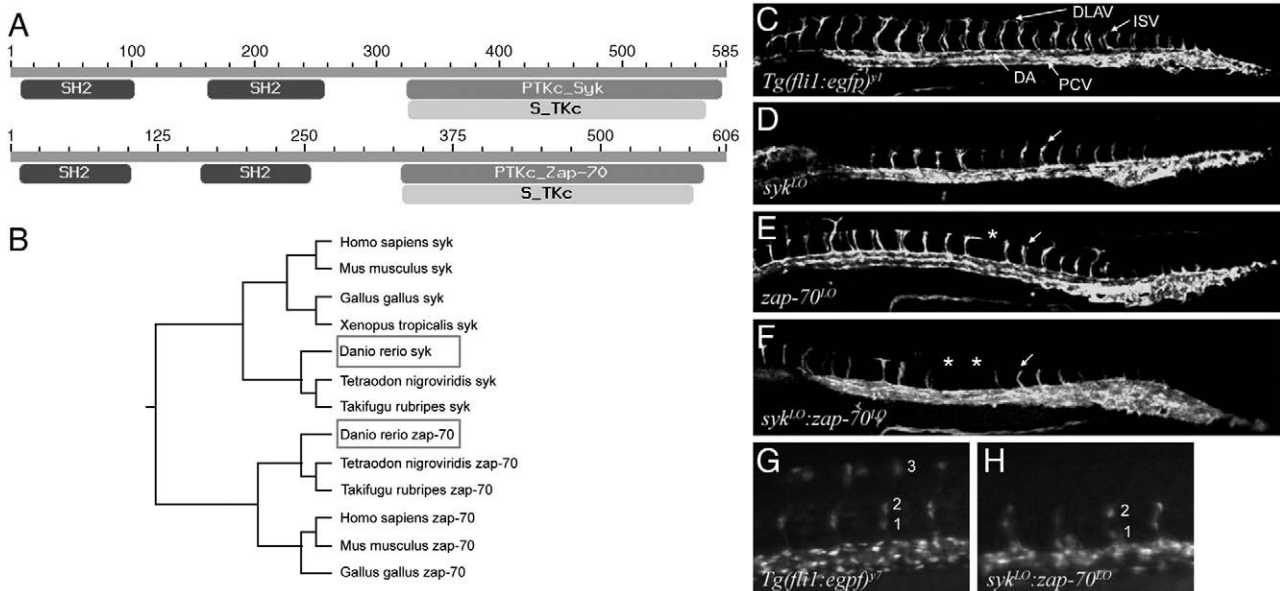 A
1 100 200 300 400 500 585
SH2 SH2 PTKc_Syk
S_TKc
1 125 250 375 500 606
SH2 SH2 PTKc_Zap-70
S_TKc
B
Homo sapiens syk
Mus musculus syk
Gallus gallus syk
Xenopus tropicalis syk
Danio rerio syk
Tetraodon nigroviridis syk
Takifugu rubripes syk
Danio rerio zap-70
Tetraodon nigroviridis zap-70
Takifugu rubripes zap-70
Homo sapiens zap-70
Mus musculus zap-70
Gallus gallus zap-70
C
DLAV
ISV
DA
PCV
Tg(fli1:egfp)y1
D
sykLO
E
*
zap-70LO
F
* *
sykLO:zap-70LO
G
3
2
1
Tg(fli1:egpf)y7
H
2
1
sykLO:zap-70LO